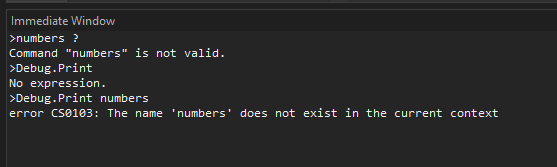 Immediate Window
>numbers ?
Command "numbers" is not valid.
>Debug.Print
No expression.
>Debug.Print numbers
error CS0103: The name 'numbers' does not exist in the current context